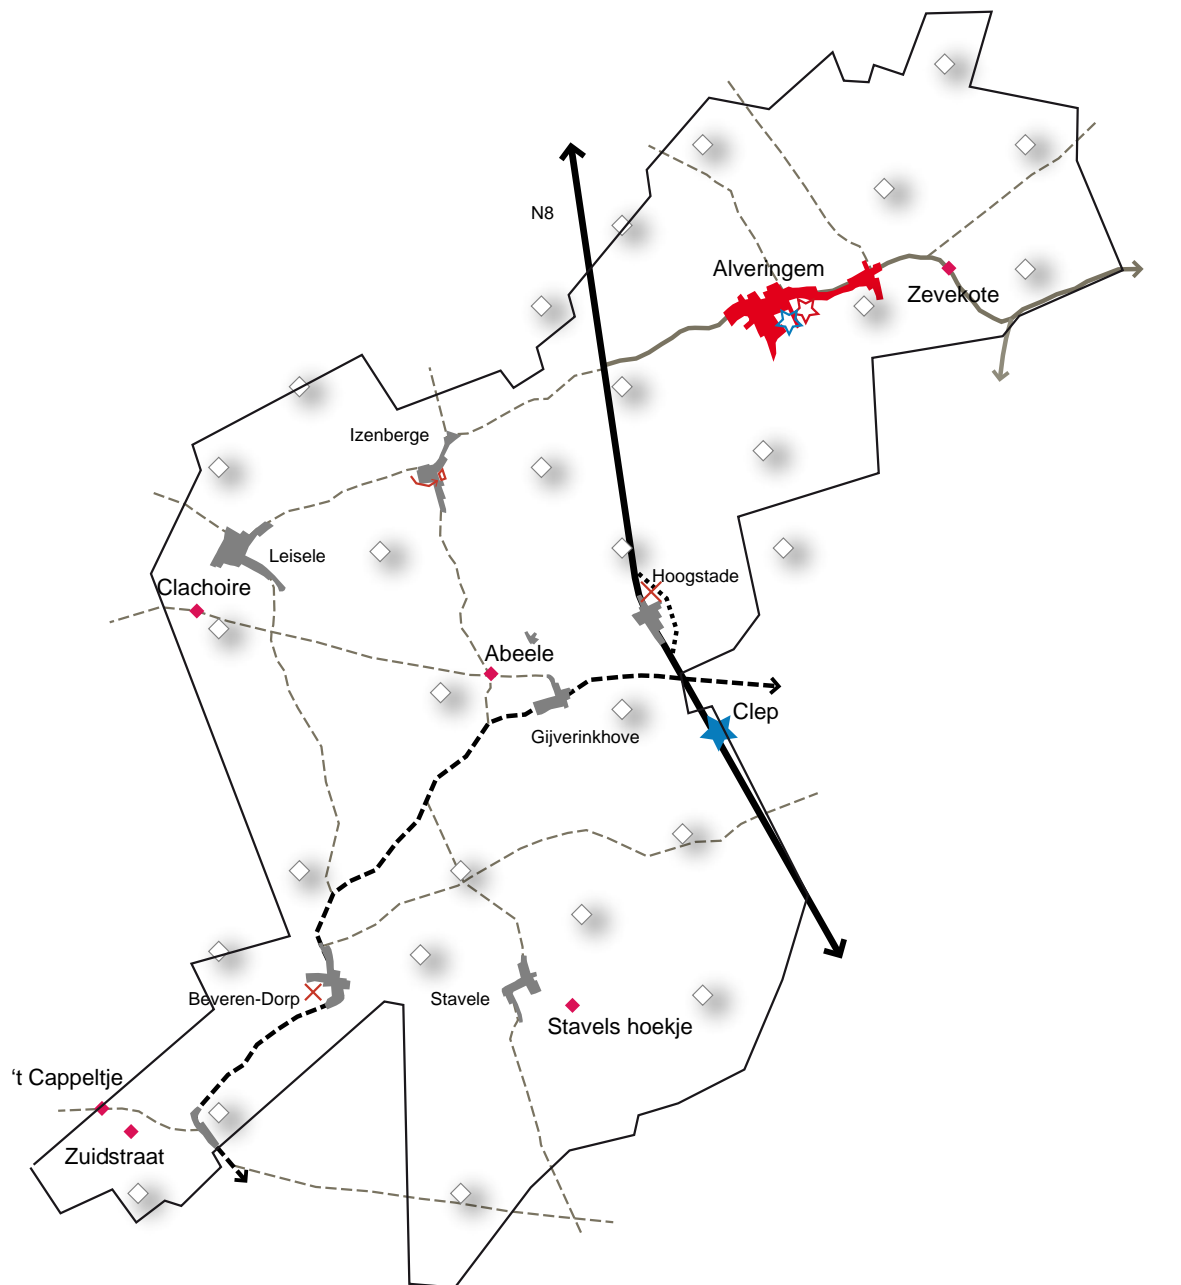 N8
Alveringem
Zevekote
Izenberge
Leisele
Hoogstade
Clachoire
Abeele
Clep
Gijverinkhove
Beveren-Dorp
Stavele
Stavels hoekje
‘t Cappeltje
Zuidstraat